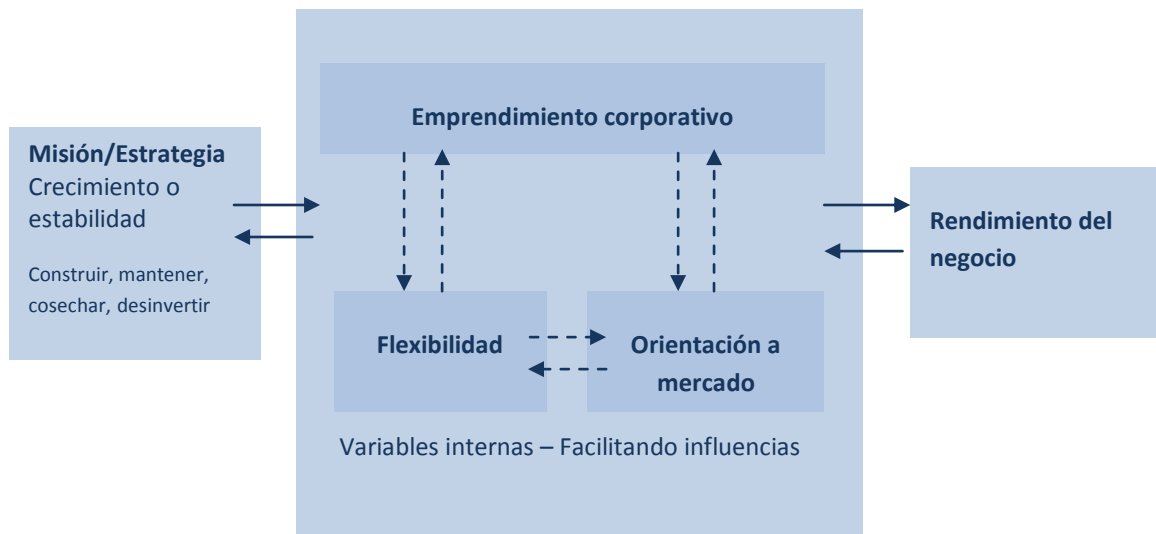 Emprendimiento corporativo
Misión/Estrategia
Crecimiento o
estabilidad
Construir, mantener,
cosechar, desinvertir
Rendimiento del
negocio
Flexibilidad
Orientación a
mercado
Variables internas – Facilitando influencias